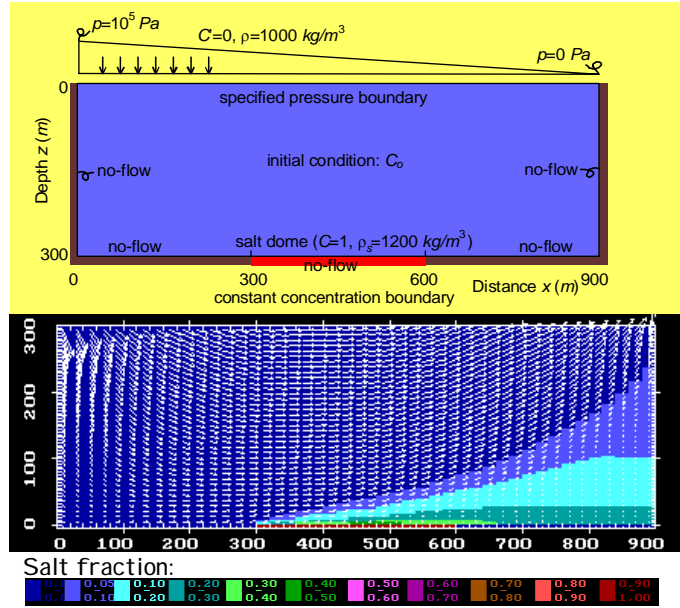 p=10⁵ Pa
C=0, ρ=1000 kg/m³
p=0 Pa
0
specified pressure boundary
Depth z (m)
initial condition: Cₒ
no-flow
no-flow
salt dome (C=1, ρₛ=1200 kg/m³)
300
no-flow
no-flow
no-flow
0
300
600
Distance x (m)
900
constant concentration boundary
300
200
100
0
0 100 200 300 400 500 600 700 800 900
Salt fraction:
0.05 0.10 0.20 0.30 0.40 0.50 0.60 0.70 0.80 0.90
0.10 0.20 0.30 0.40 0.50 0.60 0.70 0.80 0.90 1.00